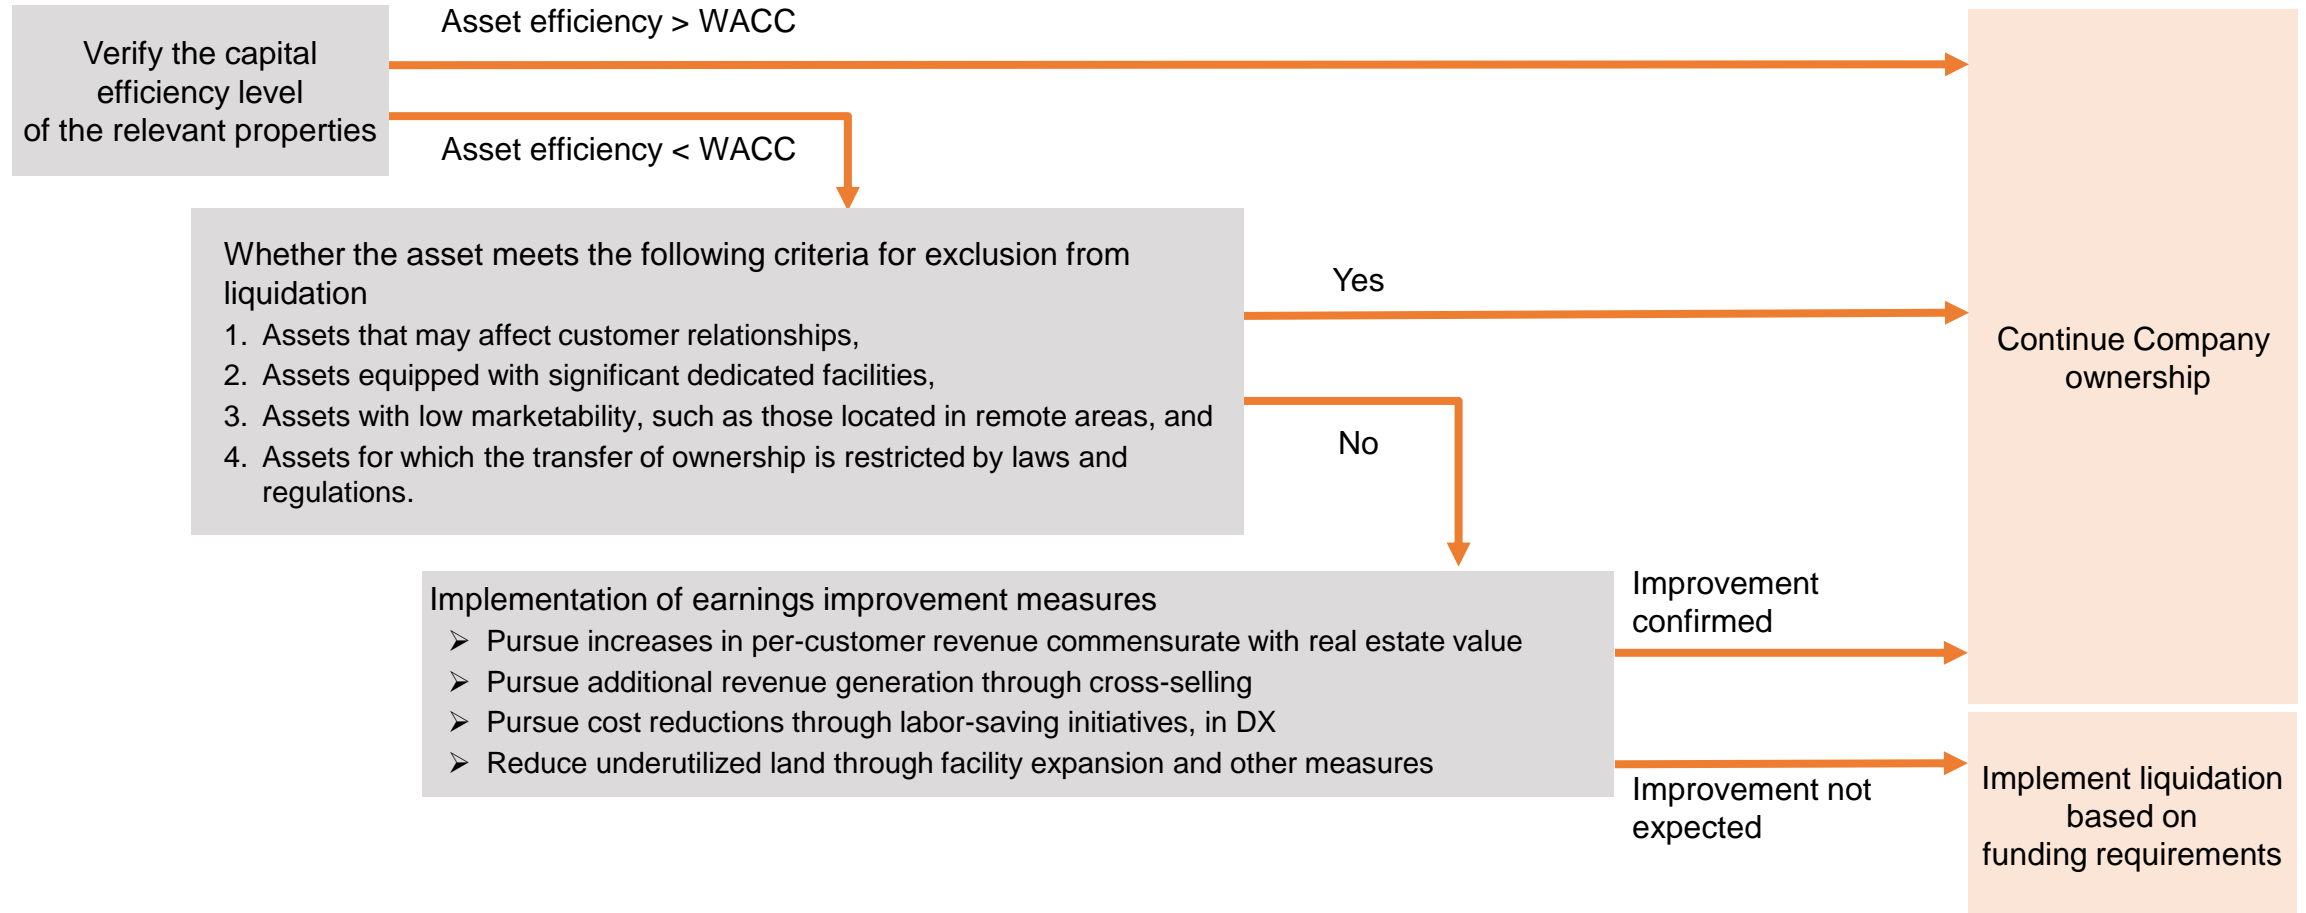 Asset efficiency > WACC
Verify the capital
efficiency level
of the relevant properties
Asset efficiency < WACC
Whether the asset meets the following criteria for exclusion from
liquidation
1. Assets that may affect customer relationships,
2. Assets equipped with significant dedicated facilities,
3. Assets with low marketability, such as those located in remote areas, and
4. Assets for which the transfer of ownership is restricted by laws and
regulations.
Yes
No
Continue Company
ownership
Implementation of earnings improvement measures
➢ Pursue increases in per-customer revenue commensurate with real estate value
➢ Pursue additional revenue generation through cross-selling
➢ Pursue cost reductions through labor-saving initiatives, in DX
➢ Reduce underutilized land through facility expansion and other measures
Improvement
confirmed
Improvement not
expected
Implement liquidation
based on
funding requirements